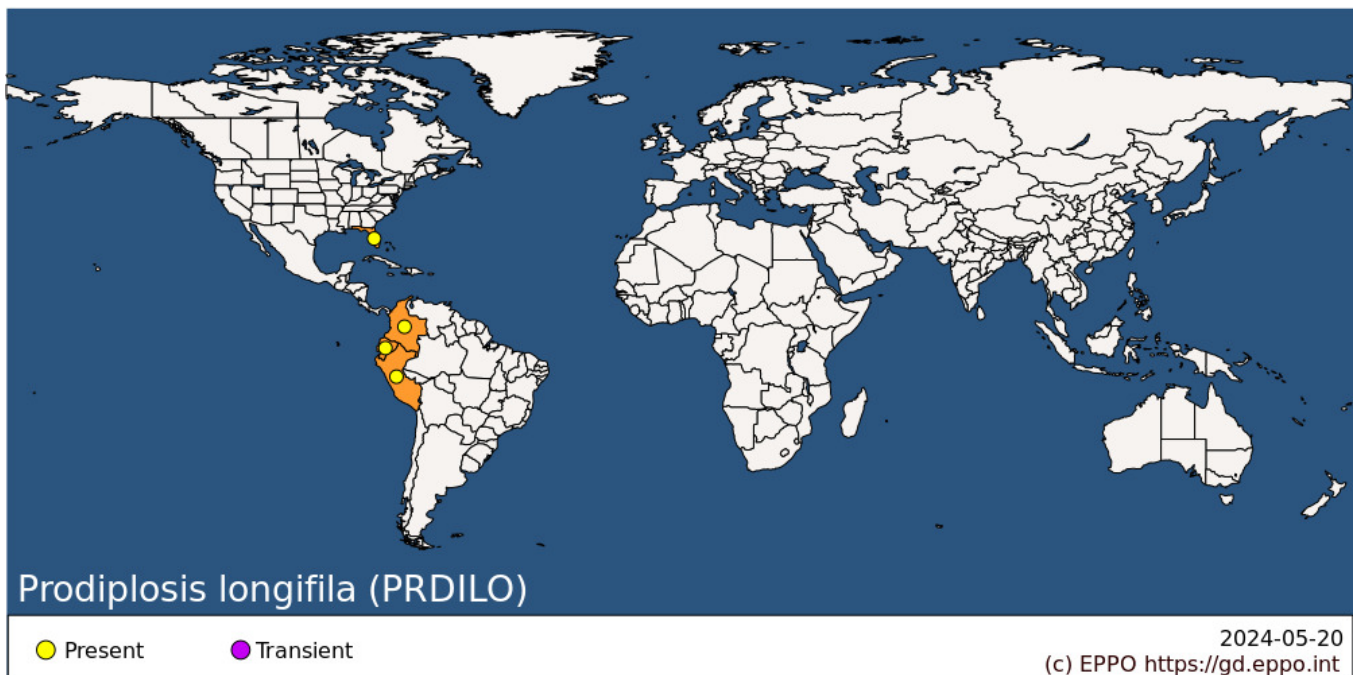 Prodiplosis longifila (PRDILO)
Present
Transient
2024-05-20
(c) EPPO https://gd.eppo.int